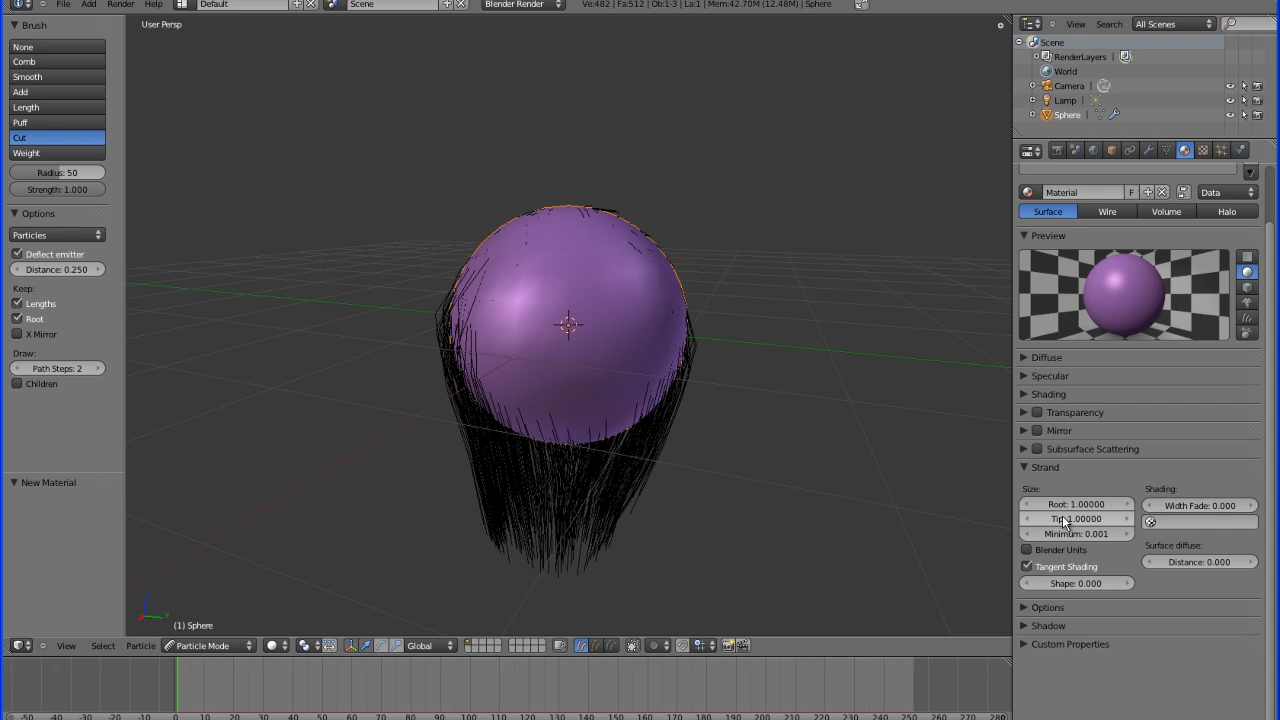 File Add Render Help Default Scene Blender Render Ve:482 | Fa:512 | Ob:1-3 | La:1 | Mem:42.70M (12.48M) | Sphere
Brush
None
Comb
Smooth
Add
Length
Puff
Cut
Weight
Radius: 50
Strength: 1.000
Options
Particles
Deflect emitter
Distance: 0.250
Keep:
Lengths
Root
X Mirror
Draw:
Path Steps: 2
Children
New Material
User Persp
(1) Sphere
View Select Particle Particle Mode Global
-50 -40 -30 -20 -10 0 10 20 30 40 50 60 70 80 90 100 110 120 130 140 150 160 170 180 190 200 210 220 230 240 250 260 270 280
View Search All Scenes
Scene
RenderLayers |
World
Camera |
Lamp |
Sphere |
Material F Data
Surface Wire Volume Halo
Preview
Diffuse
Specular
Shading
Transparency
Mirror
Subsurface Scattering
Strand
Size: Shading:
Root: 1.00000 Width Fade: 0.000
1.00000
Minimum: 0.001
Surface diffuse:
Blender Units
Distance: 0.000
Tangent Shading
Shape: 0.000
Options
Shadow
Custom Properties